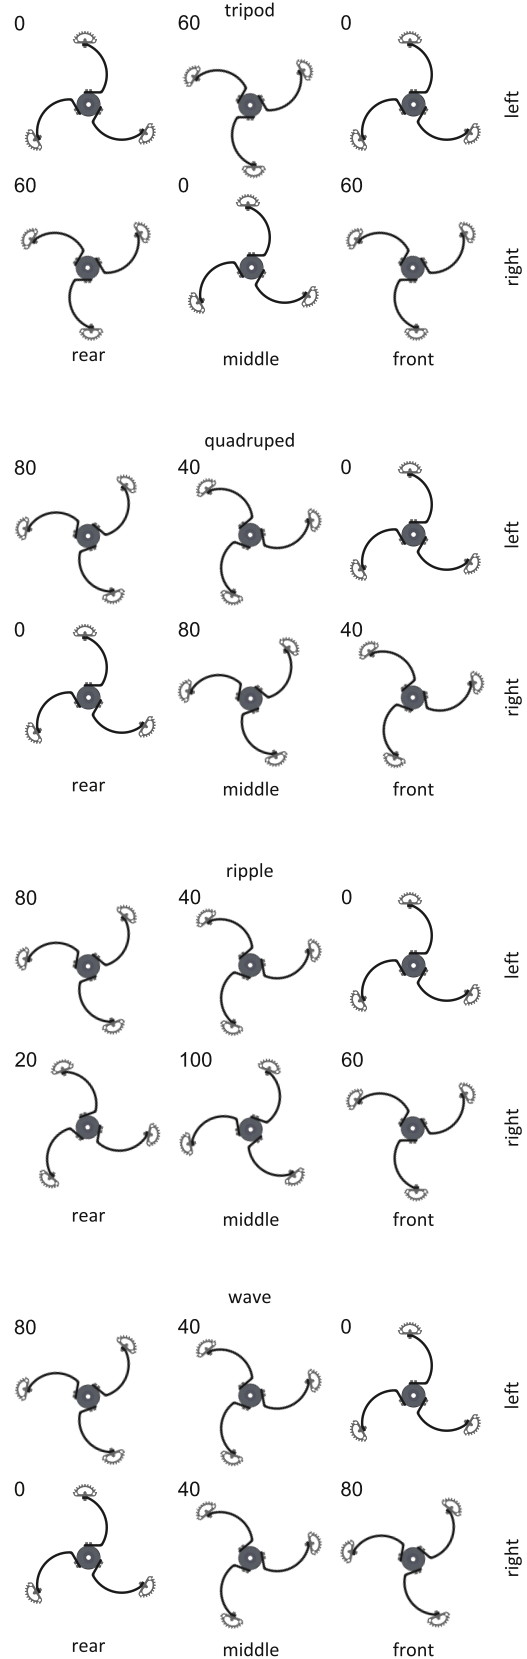 tripod
0 60 0
left
60 0 60
right
rear middle front
quadruped
80 40 0
left
0 80 40
right
rear middle front
ripple
80 40 0
left
20 100 60
right
rear middle front
wave
80 40 0
left
0 40 80
right
rear middle front